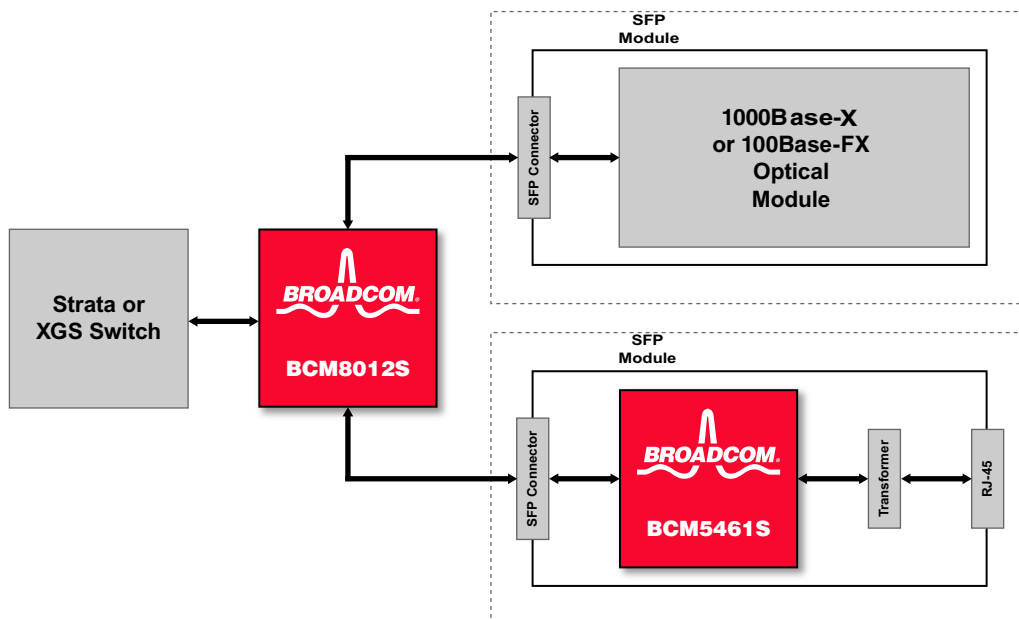 SFP
Module
SFP Connector
1000Base-X
or 100Base-FX
Optical
Module
Strata or
XGS Switch
BROADCOM®
BCM8012S
SFP
Module
SFP Connector
BROADCOM®
BCM5461S
Transformer
RJ-45